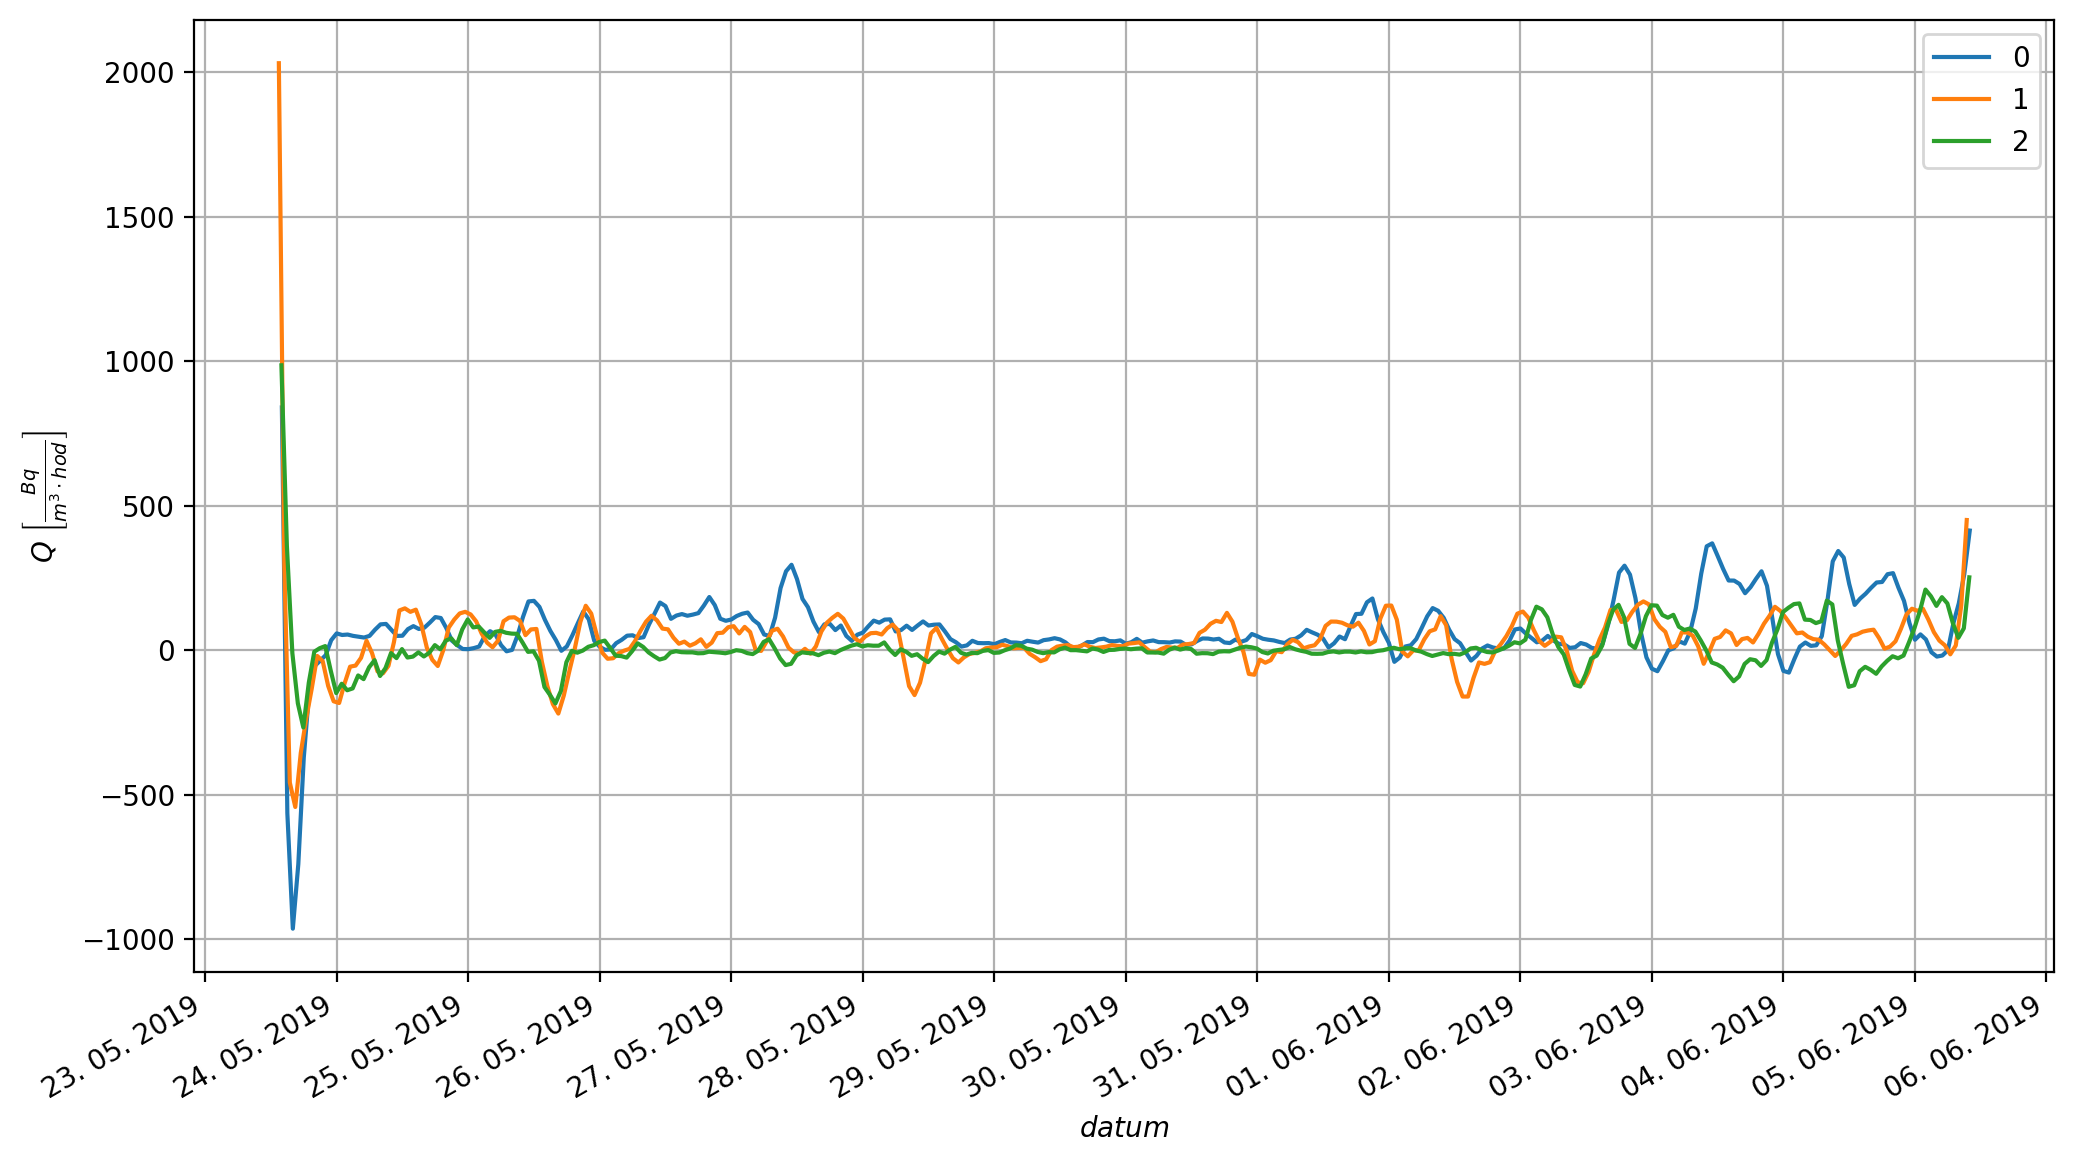 2000
1500
1000
500
0
−500
−1000
Q [Bq / m³ · hod]
0
1
2
23. 05. 2019
24. 05. 2019
25. 05. 2019
26. 05. 2019
27. 05. 2019
28. 05. 2019
29. 05. 2019
30. 05. 2019
31. 05. 2019
01. 06. 2019
02. 06. 2019
03. 06. 2019
04. 06. 2019
05. 06. 2019
06. 06. 2019
datum